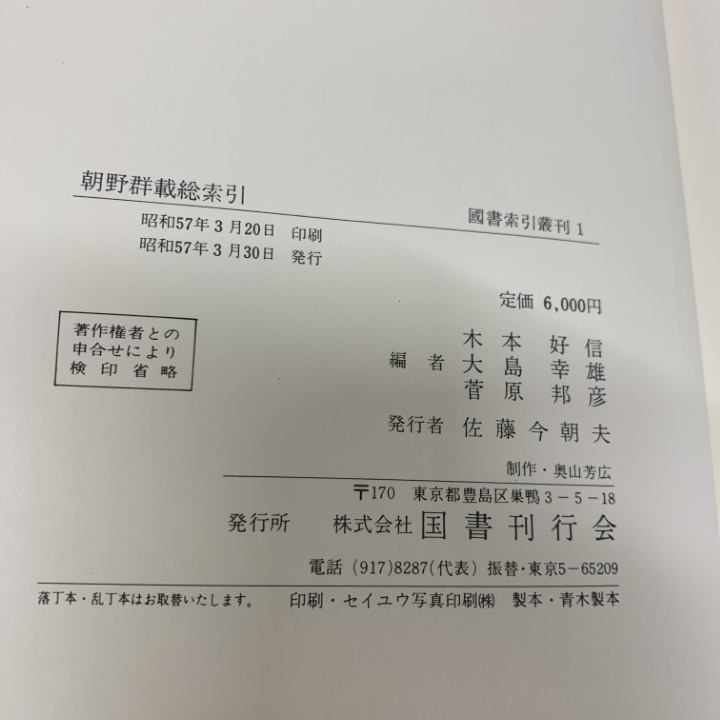 朝野群載総索引
國書索引叢刊 1
昭和57年3月20日 印刷
昭和57年3月30日 発行
定価 6,000円
著作権者との
申合せにより
検印省略
編者
木本好信
大島幸雄
菅原邦彦
発行者 佐藤今朝夫
制作・奥山芳広
〒170 東京都豊島区巣鴨3-5-18
発行所 株式会社 国書刊行会
電話 (917)8287(代表) 振替・東京5-65209
落丁本・乱丁本はお取替いたします。 印刷・セイユウ写真印刷㈱ 製本・青木製本